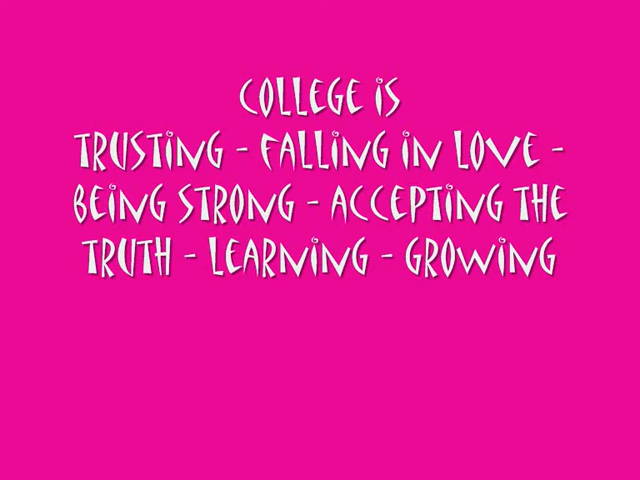 COLLEGE iS
TRUSTiNG - FALLiNG iN LOVE -
BEiNG STRONG - ACCEPTiNG THE
TRUTH - LEARNiNG - GROWiNG